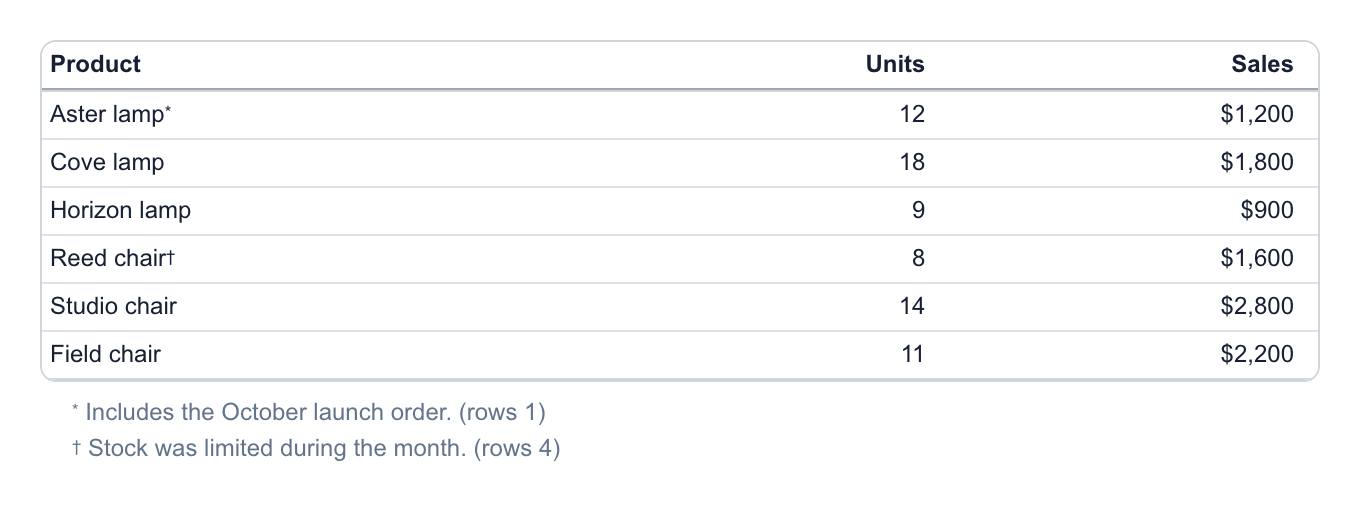 Product Units Sales
Aster lamp* 12 $1,200
Cove lamp 18 $1,800
Horizon lamp 9 $900
Reed chair† 8 $1,600
Studio chair 14 $2,800
Field chair 11 $2,200
* Includes the October launch order. (rows 1)
† Stock was limited during the month. (rows 4)